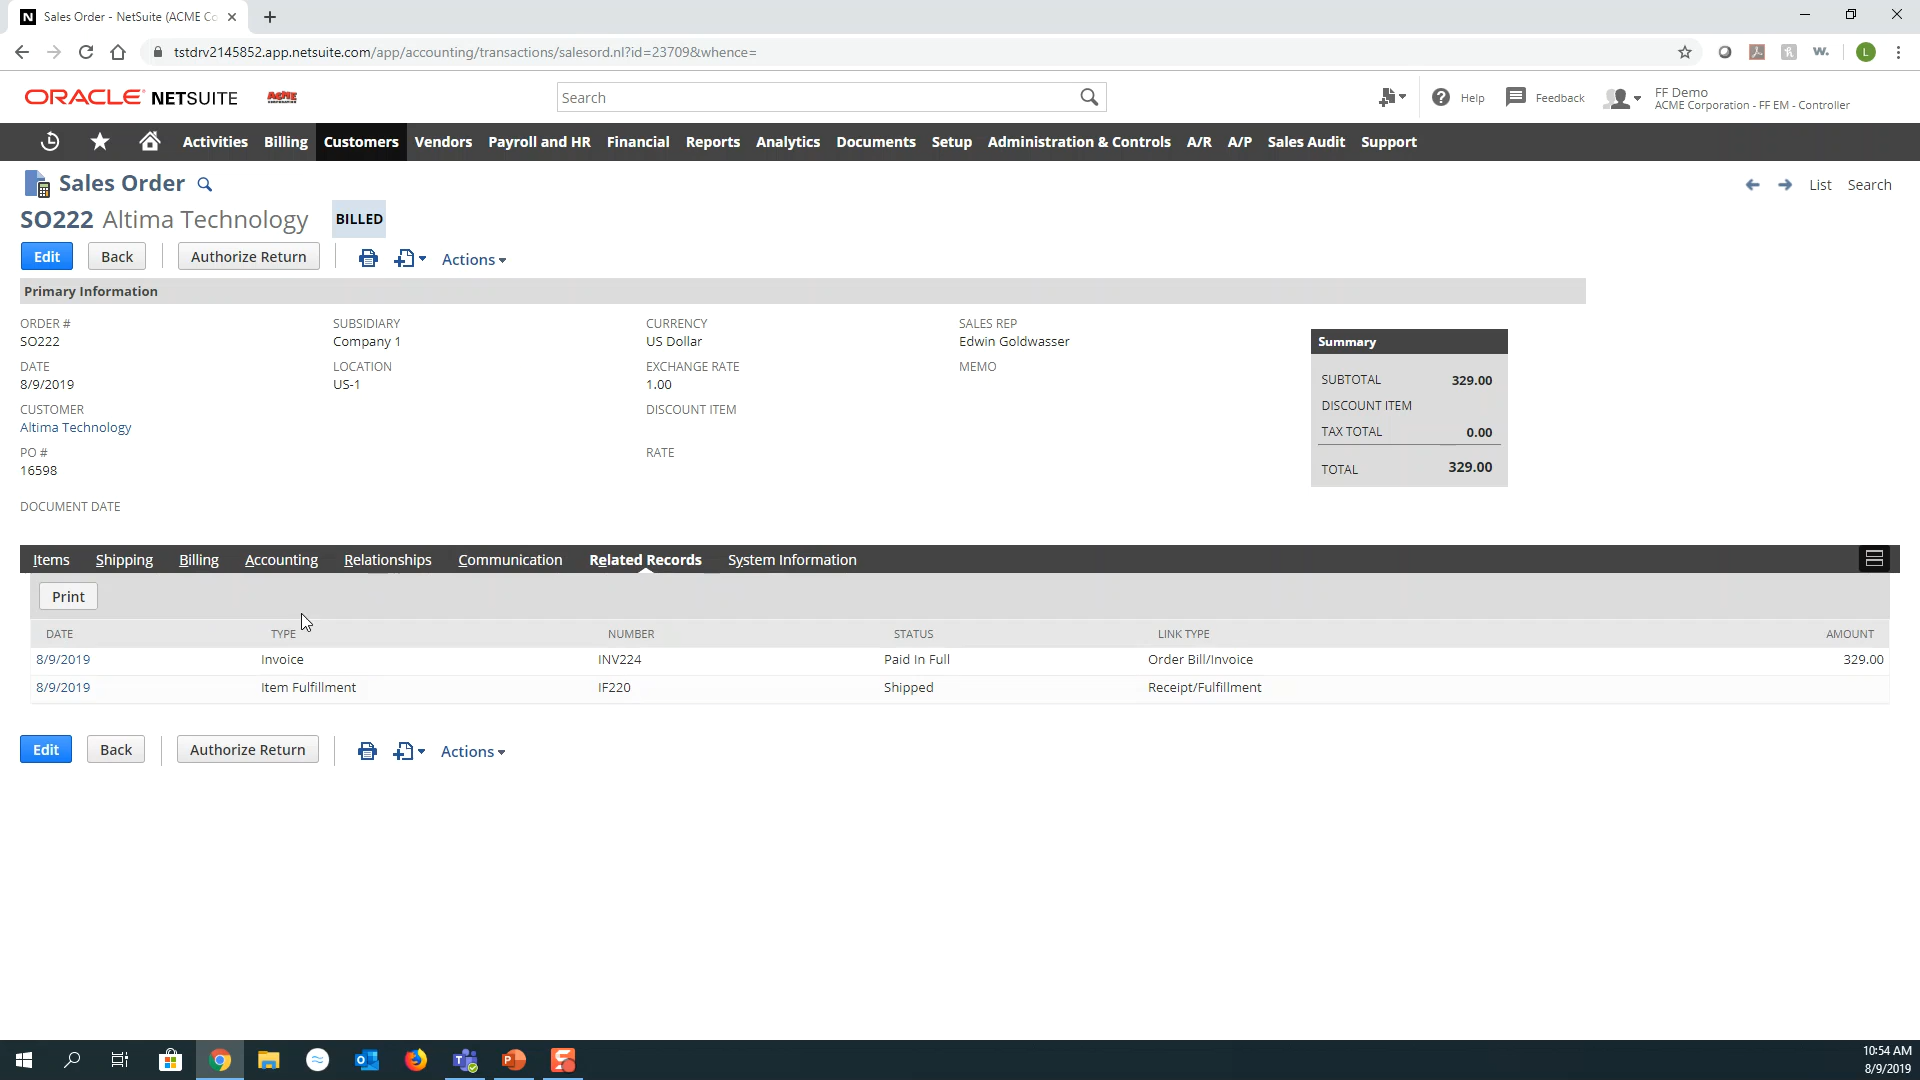 Sales Order - NetSuite (ACME Co
tstdrv2145852.app.netsuite.com/app/accounting/transactions/salesord.nl?id=23709&whence=
L
ORACLE NETSUITE
ACME
Search
Help
Feedback
FF Demo
ACME Corporation - FF EM - Controller
Activities Billing Customers Vendors Payroll and HR Financial Reports Analytics Documents Setup Administration & Controls A/R A/P Sales Audit Support
Sales Order
List Search
SO222 Altima Technology BILLED
Edit Back Authorize Return Actions
Primary Information
ORDER # SUBSIDIARY CURRENCY SALES REP
SO222 Company 1 US Dollar Edwin Goldwasser
DATE LOCATION EXCHANGE RATE MEMO
8/9/2019 US-1 1.00
CUSTOMER DISCOUNT ITEM
Altima Technology
PO # RATE
16598
DOCUMENT DATE
Summary
SUBTOTAL 329.00
DISCOUNT ITEM
TAX TOTAL 0.00
TOTAL 329.00
Items Shipping Billing Accounting Relationships Communication Related Records System Information
Print
DATE TYPE NUMBER STATUS LINK TYPE AMOUNT
8/9/2019 Invoice INV224 Paid In Full Order Bill/Invoice 329.00
8/9/2019 Item Fulfillment IF220 Shipped Receipt/Fulfillment
Edit Back Authorize Return Actions
10:54 AM
8/9/2019